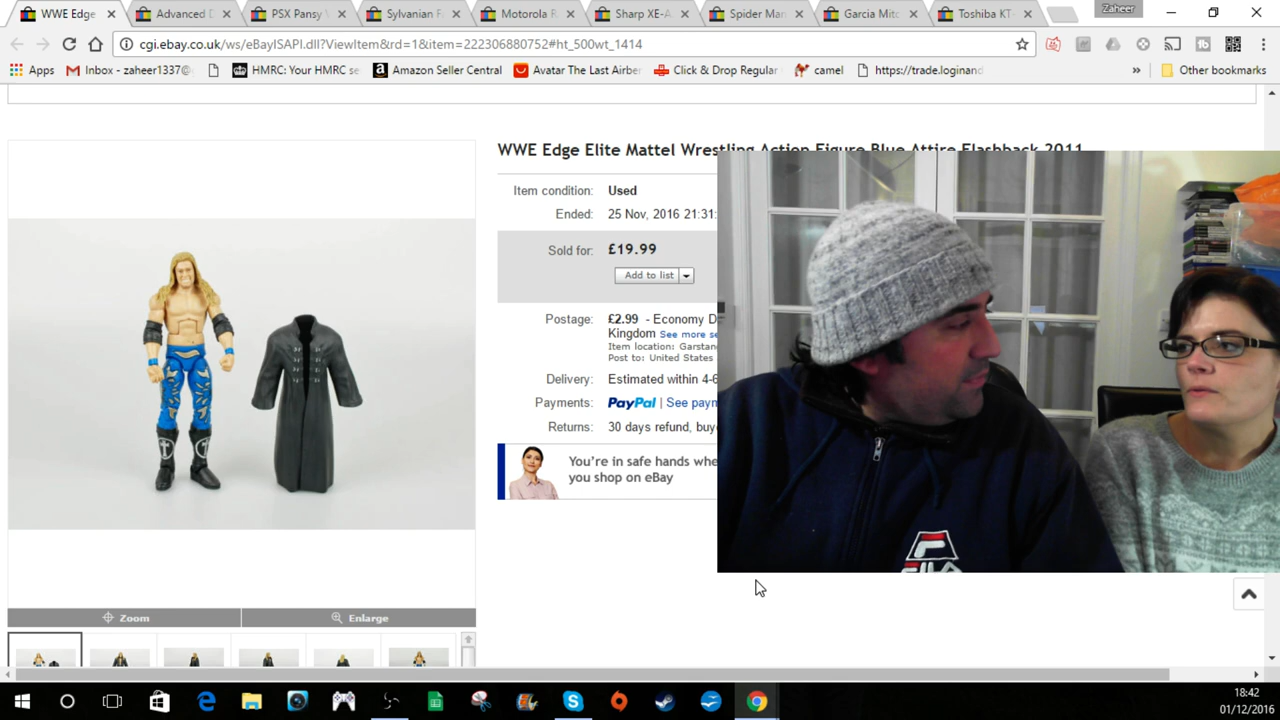 WWE Edge
Advanced D
PSX Pansy
Sylvanian F
Motorola R
Sharp XE-A
Spider Man
Garcia Mitc
Toshiba KT-
Zaheer
cgi.ebay.co.uk/ws/eBayISAPI.dll?ViewItem&rd=1&item=222306880752#ht_500wt_1414
Apps
Inbox - zaheer1337@
HMRC: Your HMRC se
Amazon Seller Central
Avatar The Last Airber
Click & Drop Regular
camel
https://trade.loginand
»
Other bookmarks
WWE Edge Elite Mattel Wrestling Action Figure Blue Attire Flashback 2011
Item condition: Used
Ended: 25 Nov, 2016 21:31:
Sold for: £19.99
Add to list
Postage: £2.99 - Economy D
Kingdom See more se
Item location: Garstan
Post to: United States
Delivery: Estimated within 4-6
Payments: PayPal | See paym
Returns: 30 days refund, buy
You're in safe hands whe
you shop on eBay
FILA
Zoom
Enlarge
18:42
01/12/2016